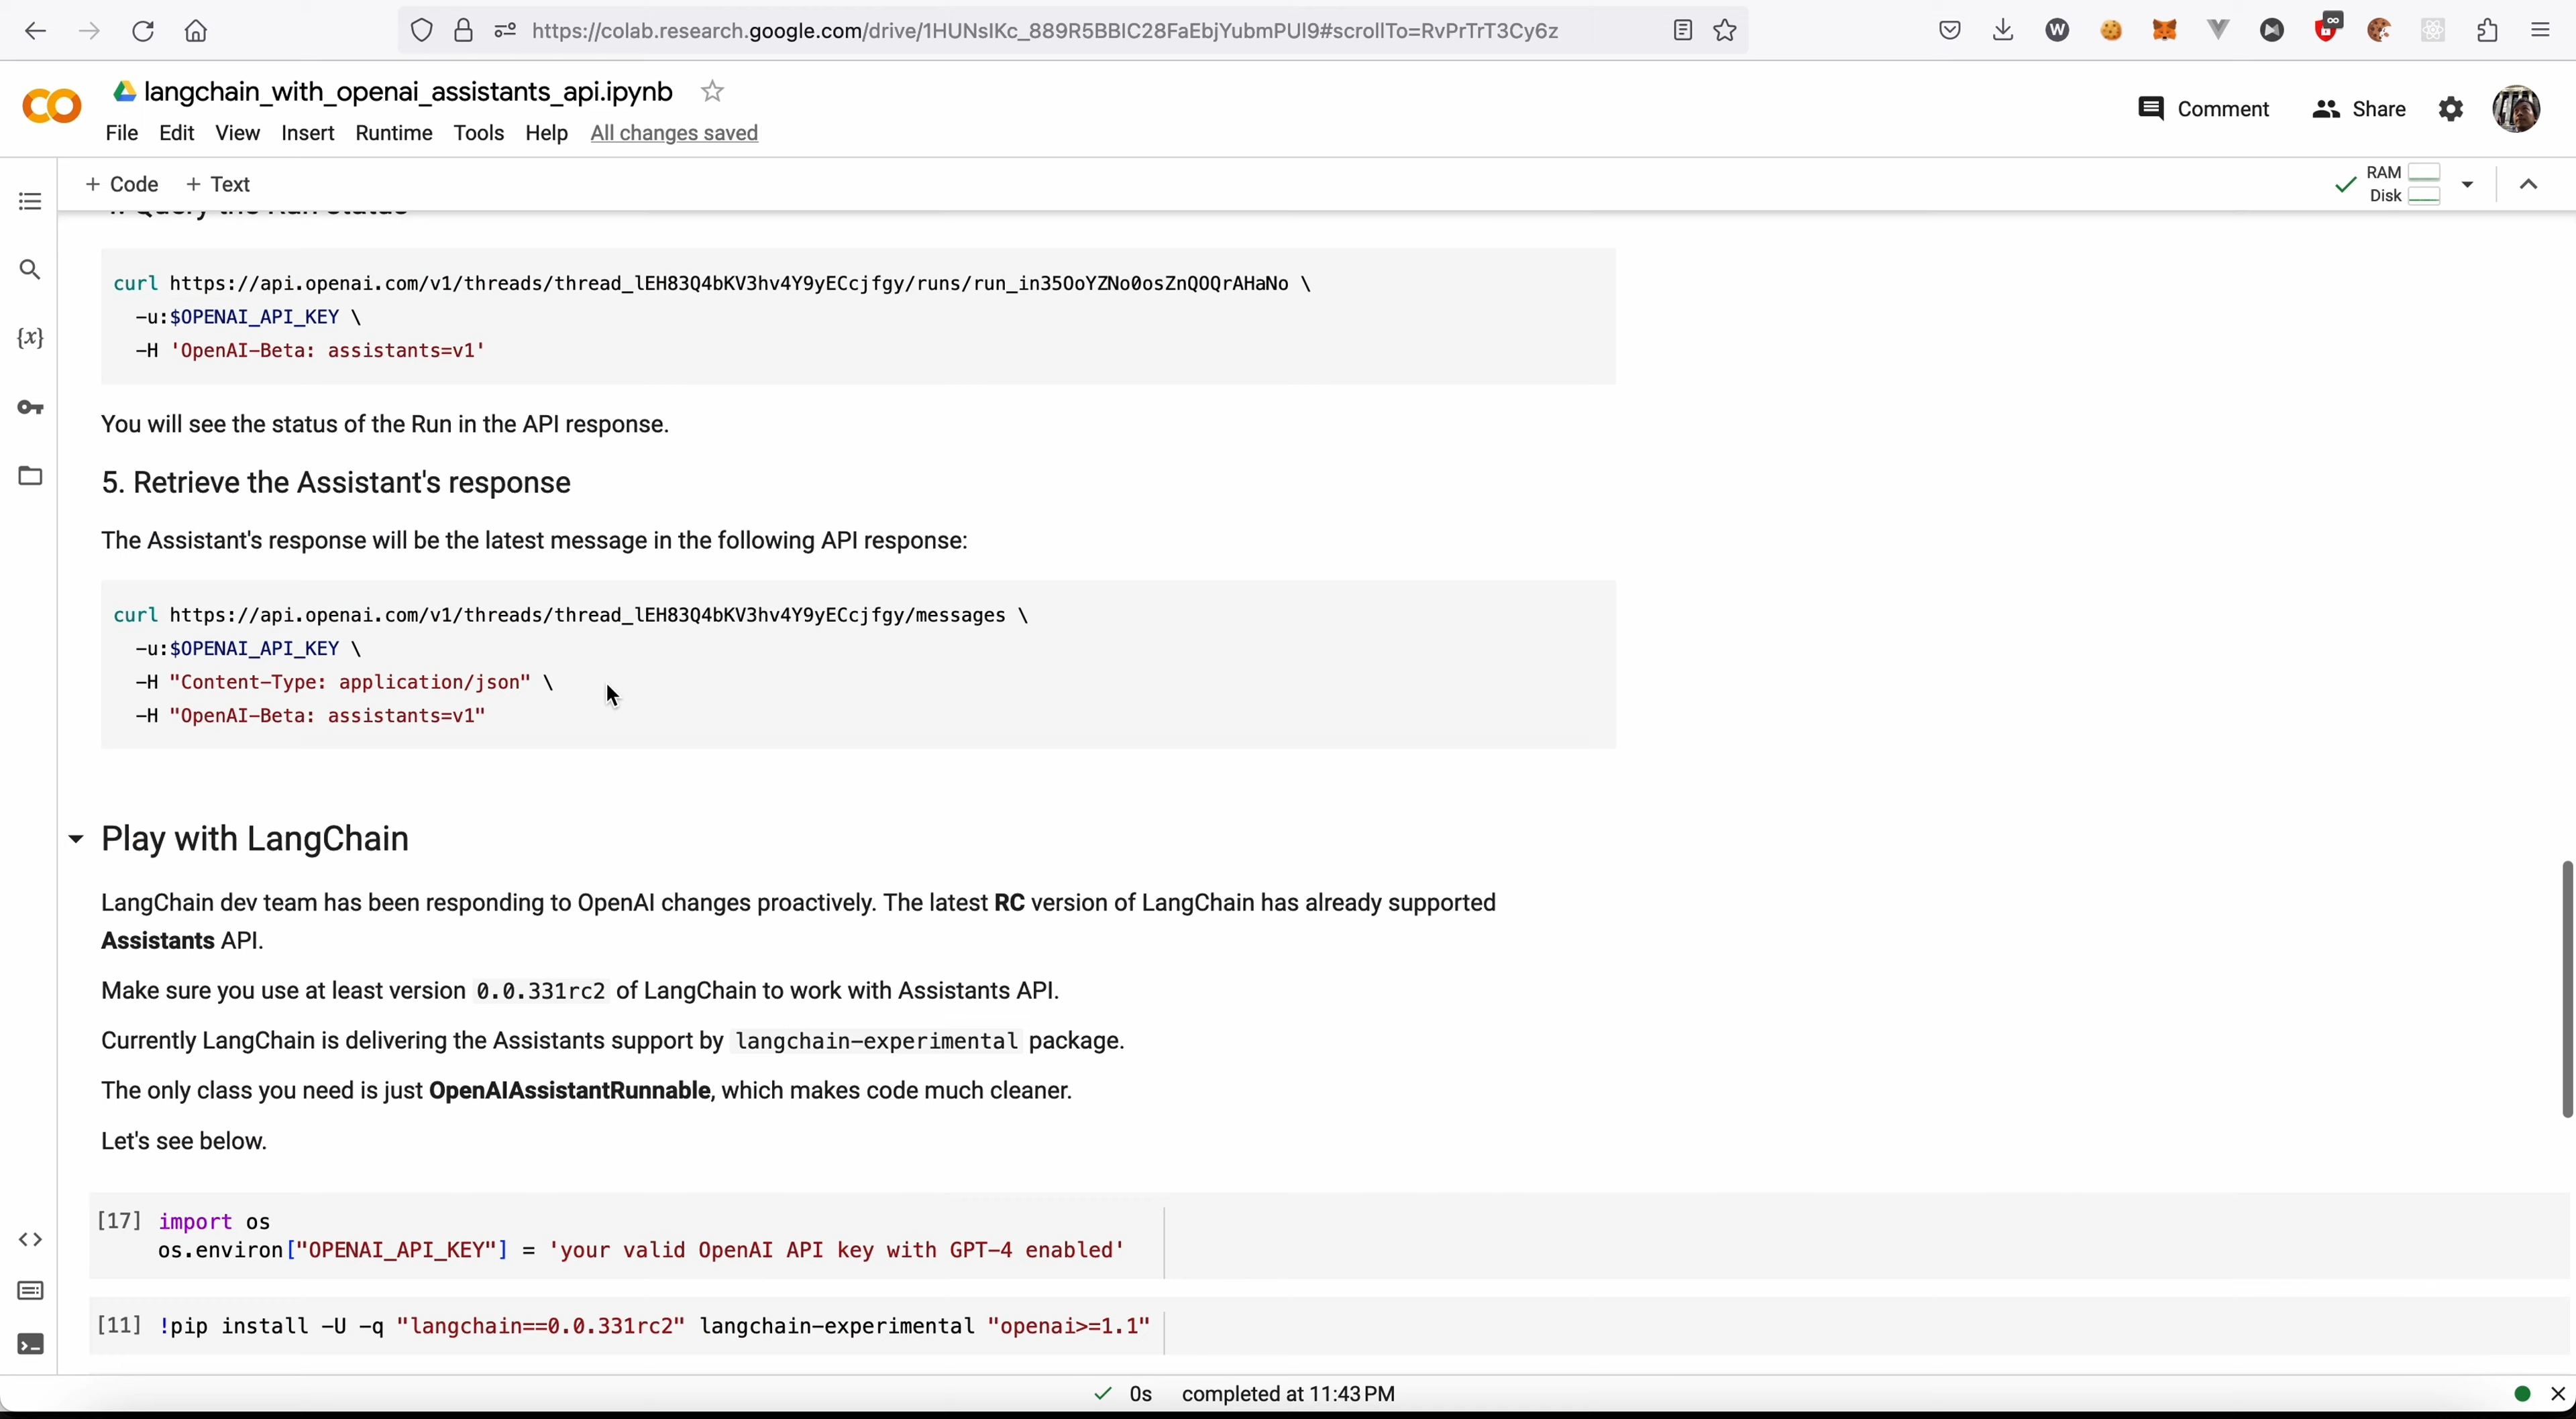 https://colab.research.google.com/drive/1HUNsIKc_889R5BBIC28FaEbjYubmPUI9#scrollTo=RvPrTrT3Cy6z
langchain_with_openai_assistants_api.ipynb
Comment
Share
File Edit View Insert Runtime Tools Help All changes saved
+ Code + Text
RAM
Disk
4. Query the Run status
curl https://api.openai.com/v1/threads/thread_lEH83Q4bKV3hv4Y9yECcjfgy/runs/run_in35OoYZNo0osZnQOQrAHaNo \
-u:$OPENAI_API_KEY \
-H 'OpenAI-Beta: assistants=v1'
You will see the status of the Run in the API response.
5. Retrieve the Assistant's response
The Assistant's response will be the latest message in the following API response:
curl https://api.openai.com/v1/threads/thread_lEH83Q4bKV3hv4Y9yECcjfgy/messages \
-u:$OPENAI_API_KEY \
-H "Content-Type: application/json" \
-H "OpenAI-Beta: assistants=v1"
Play with LangChain
LangChain dev team has been responding to OpenAI changes proactively. The latest RC version of LangChain has already supported
Assistants API.
Make sure you use at least version 0.0.331rc2 of LangChain to work with Assistants API.
Currently LangChain is delivering the Assistants support by langchain-experimental package.
The only class you need is just OpenAIAssistantRunnable, which makes code much cleaner.
Let's see below.
[17] import os
os.environ["OPENAI_API_KEY"] = 'your valid OpenAI API key with GPT-4 enabled'
[11] !pip install -U -q "langchain==0.0.331rc2" langchain-experimental "openai>=1.1"
0s completed at 11:43 PM